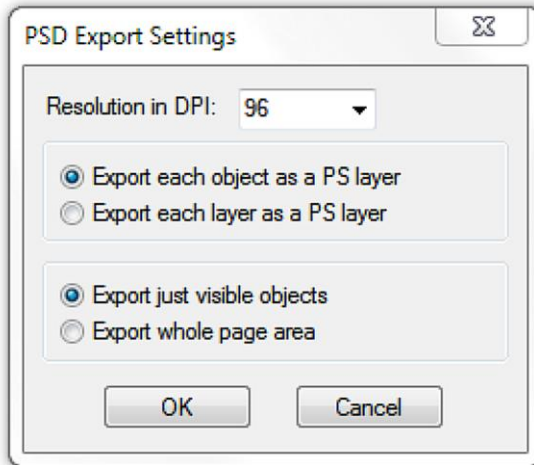 PSD Export Settings
Resolution in DPI: 96
Export each object as a PS layer
Export each layer as a PS layer
Export just visible objects
Export whole page area
OK Cancel